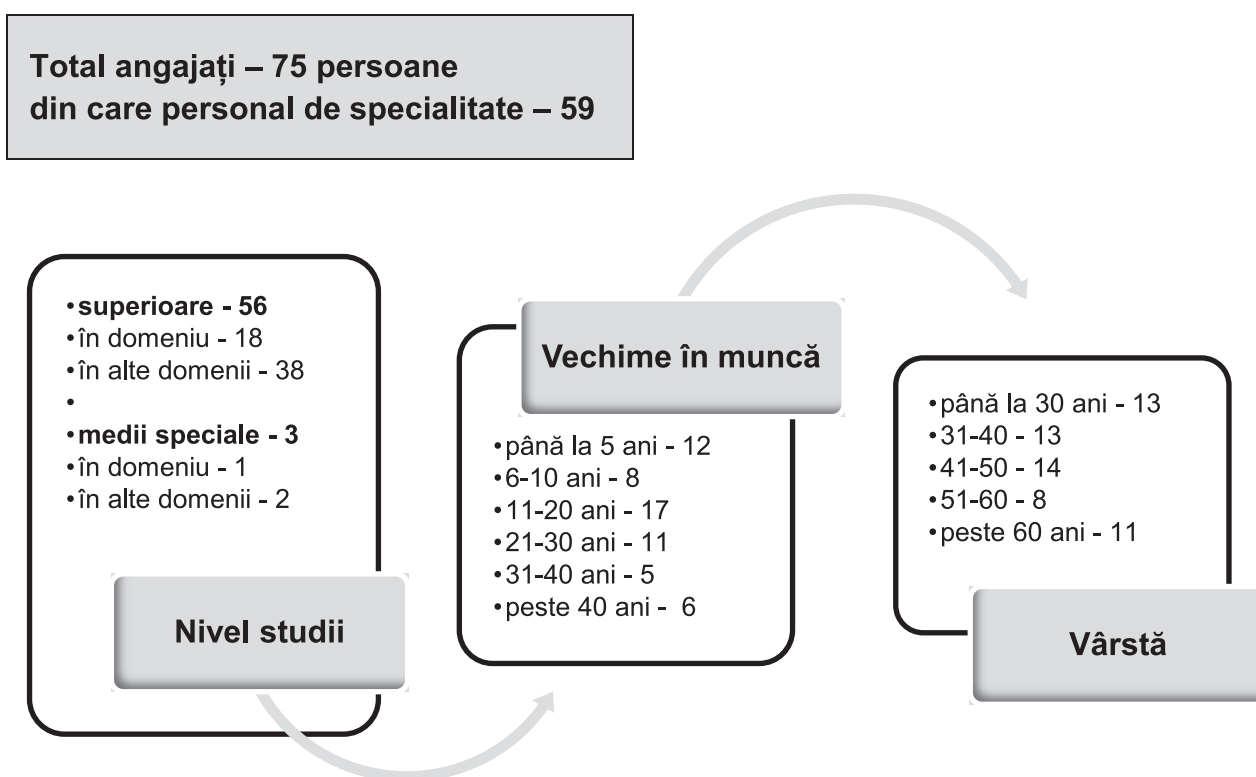 Total angajați – 75 persoane
din care personal de specialitate – 59
•superioare - 56
•în domeniu - 18
•în alte domenii - 38
•
•medii speciale - 3
•în domeniu - 1
•în alte domenii - 2
Nivel studii
Vechime în muncă
•până la 5 ani - 12
•6-10 ani - 8
•11-20 ani - 17
•21-30 ani - 11
•31-40 ani - 5
•peste 40 ani - 6
•până la 30 ani - 13
•31-40 - 13
•41-50 - 14
•51-60 - 8
•peste 60 ani - 11
Vârstă